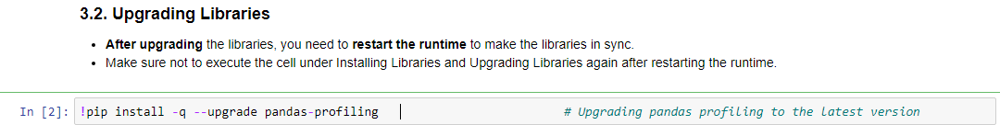 3.2. Upgrading Libraries
• After upgrading the libraries, you need to restart the runtime to make the libraries in sync.
• Make sure not to execute the cell under Installing Libraries and Upgrading Libraries again after restarting the runtime.
In [2]: !pip install -q --upgrade pandas-profiling # Upgrading pandas profiling to the latest version